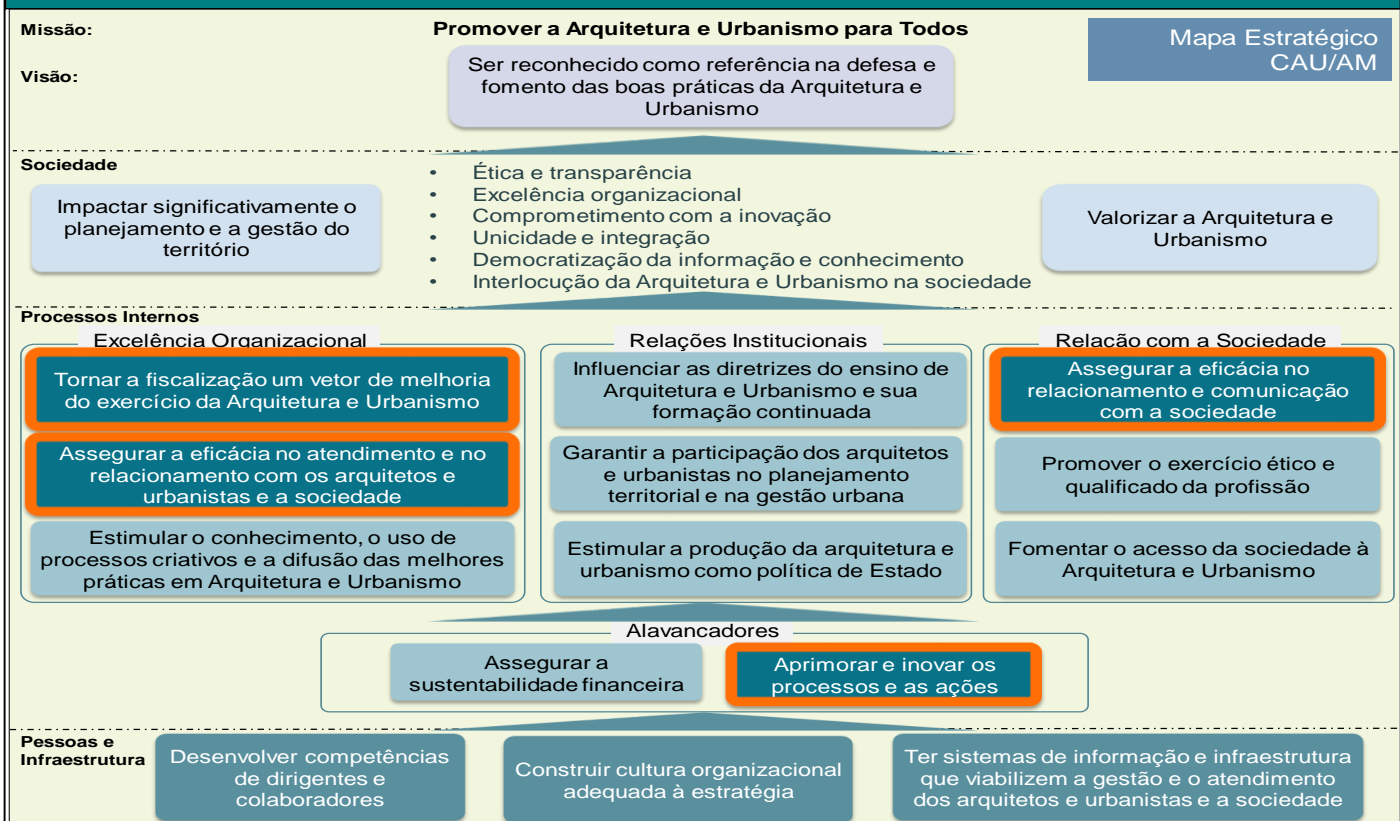 Missão:
Promover a Arquitetura e Urbanismo para Todos
Mapa Estratégico
CAU/AM
Visão:
Ser reconhecido como referência na defesa e
fomento das boas práticas da Arquitetura e
Urbanismo
Sociedade
Impactar significativamente o
planejamento e a gestão do
território
• Ética e transparência
• Excelência organizacional
• Comprometimento com a inovação
• Unicidade e integração
• Democratização da informação e conhecimento
• Interlocução da Arquitetura e Urbanismo na sociedade
Valorizar a Arquitetura e
Urbanismo
Processos Internos
Excelência Organizacional
Tornar a fiscalização um vetor de melhoria
do exercício da Arquitetura e Urbanismo
Assegurar a eficácia no atendimento e no
relacionamento com os arquitetos e
urbanistas e a sociedade
Estimular o conhecimento, o uso de
processos criativos e a difusão das melhores
práticas em Arquitetura e Urbanismo
Relações Institucionais
Influenciar as diretrizes do ensino de
Arquitetura e Urbanismo e sua
formação continuada
Garantir a participação dos arquitetos
e urbanistas no planejamento
territorial e na gestão urbana
Estimular a produção da arquitetura e
urbanismo como política de Estado
Relação com a Sociedade
Assegurar a eficácia no
relacionamento e comunicação
com a sociedade
Promover o exercício ético e
qualificado da profissão
Fomentar o acesso da sociedade à
Arquitetura e Urbanismo
Alavancadores
Assegurar a
sustentabilidade financeira
Aprimorar e inovar os
processos e as ações
Pessoas e
Infraestrutura
Desenvolver competências
de dirigentes e
colaboradores
Construir cultura organizacional
adequada à estratégia
Ter sistemas de informação e infraestrutura
que viabilizem a gestão e o atendimento
dos arquitetos e urbanistas e a sociedade